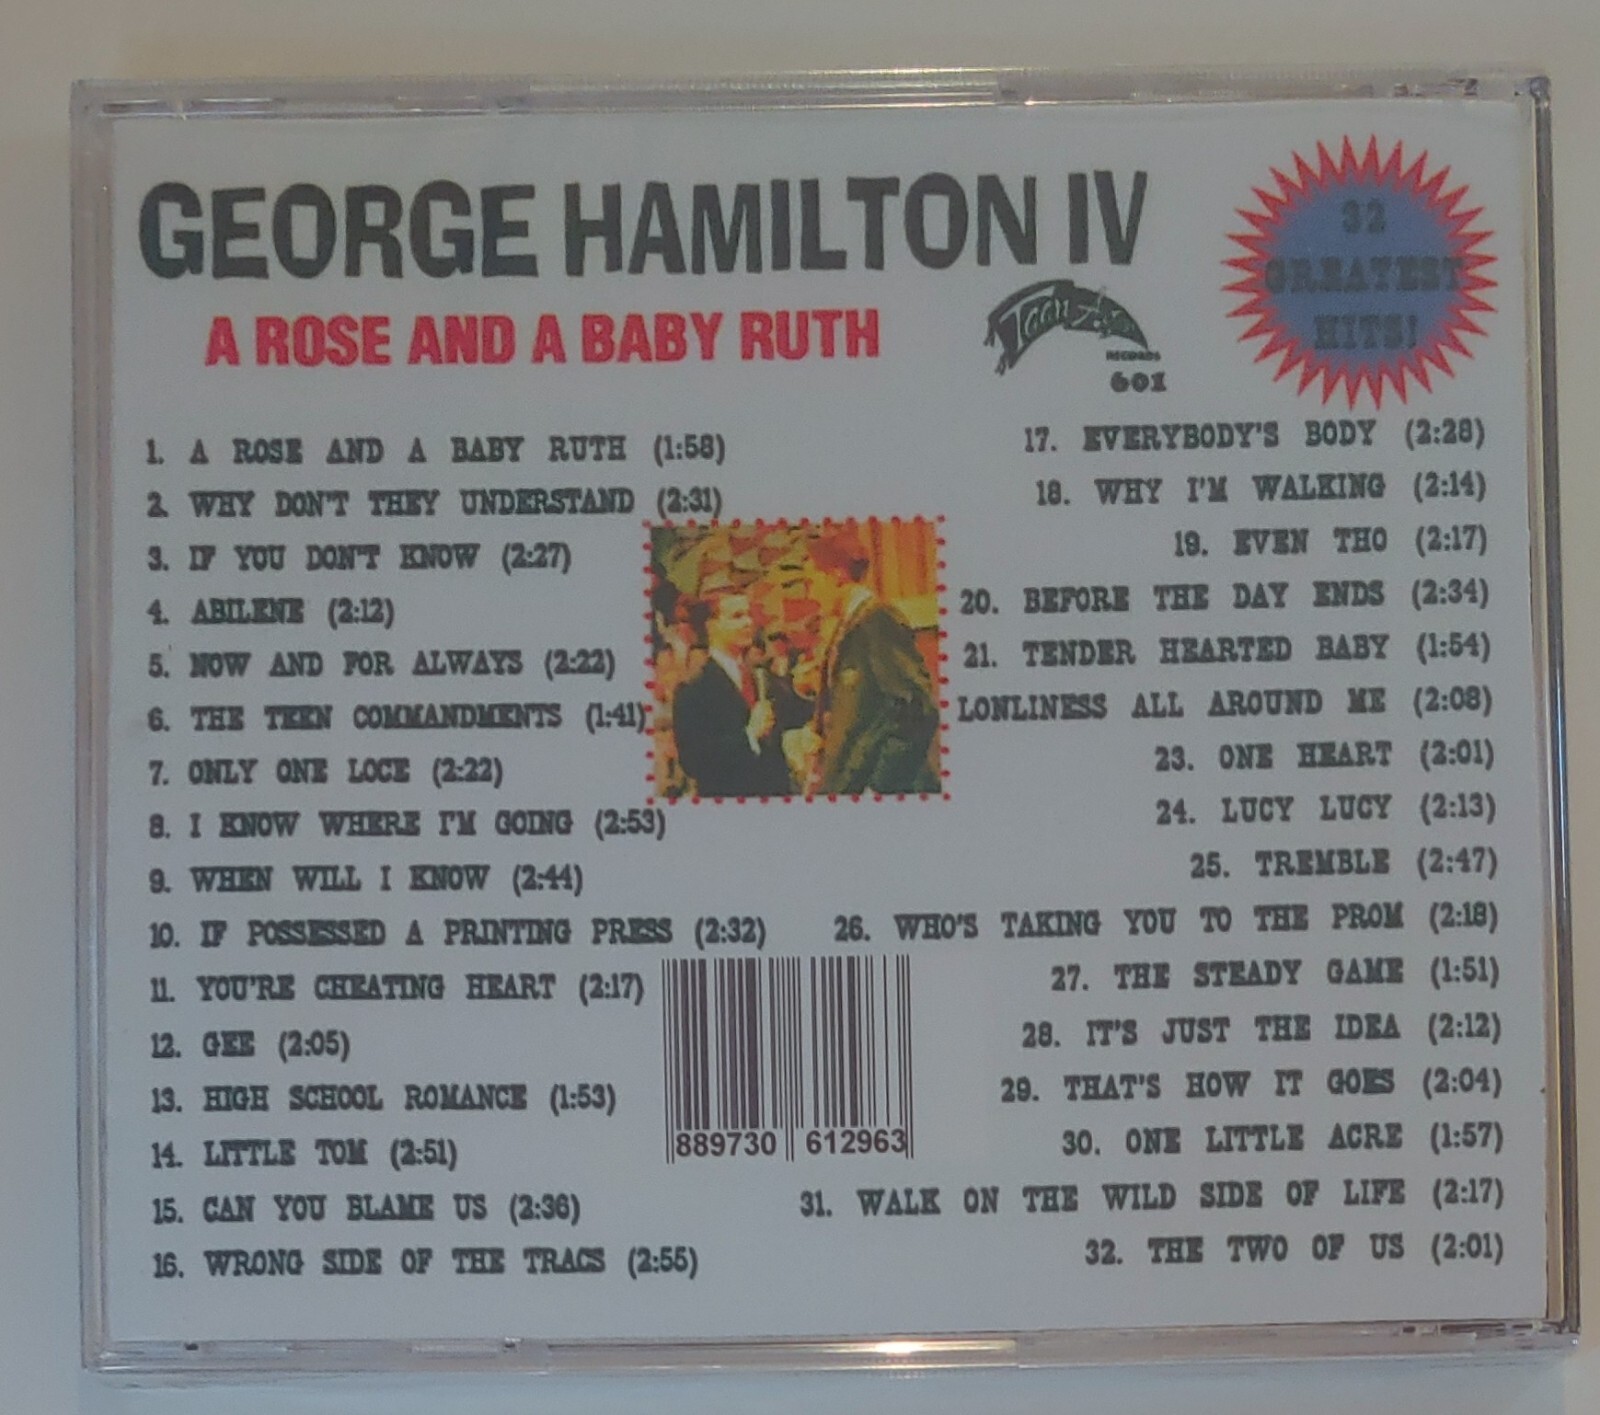 GEORGE HAMILTON IV
A ROSE AND A BABY RUTH
RECORDS
601
32
GREATEST
HITS!
1. A ROSE AND A BABY RUTH (1:58)
2. WHY DON'T THEY UNDERSTAND (2:31)
3. IF YOU DON'T KNOW (2:27)
4. ABILENE (2:12)
5. NOW AND FOR ALWAYS (2:22)
6. THE TEEN COMMANDMENTS (1:41)
7. ONLY ONE LOCE (2:22)
8. I KNOW WHERE I'M GOING (2:53)
9. WHEN WILL I KNOW (2:44)
10. IF POSSESSED A PRINTING PRESS (2:32)
11. YOU'RE CHEATING HEART (2:17)
12. GEE (2:05)
13. HIGH SCHOOL ROMANCE (1:53)
14. LITTLE TOM (2:51)
15. CAN YOU BLAME US (2:36)
16. WRONG SIDE OF THE TRACS (2:55)
17. EVERYBODY'S BODY (2:28)
18. WHY I'M WALKING (2:14)
19. EVEN THO (2:17)
20. BEFORE THE DAY ENDS (2:34)
21. TENDER HEARTED BABY (1:54)
LONLINESS ALL AROUND ME (2:08)
23. ONE HEART (2:01)
24. LUCY LUCY (2:13)
25. TREMBLE (2:47)
26. WHO'S TAKING YOU TO THE PROM (2:18)
27. THE STEADY GAME (1:51)
28. IT'S JUST THE IDEA (2:12)
29. THAT'S HOW IT GOES (2:04)
30. ONE LITTLE ACRE (1:57)
31. WALK ON THE WILD SIDE OF LIFE (2:17)
32. THE TWO OF US (2:01)
889730 612963